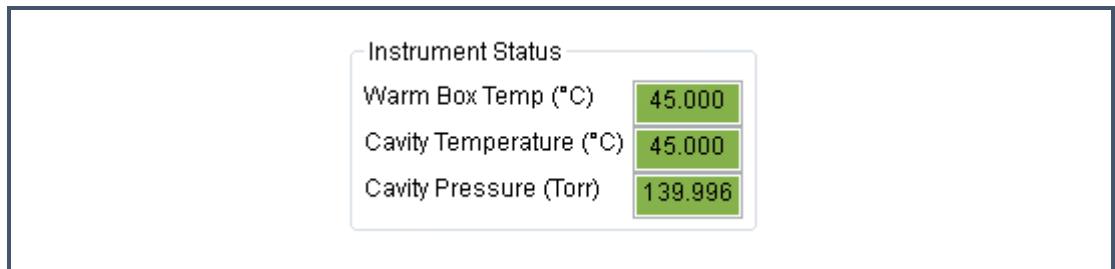 Instrument Status
Warm Box Temp (°C) 45.000
Cavity Temperature (°C) 45.000
Cavity Pressure (Torr) 139.996